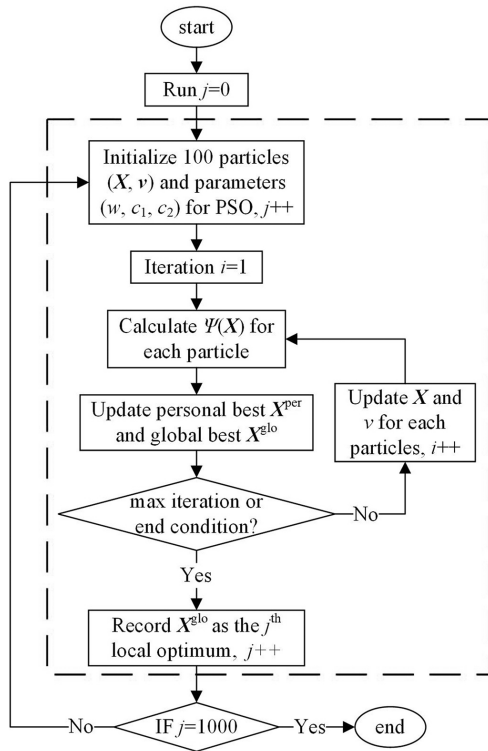 start
Run j=0
Initialize 100 particles
(X, v) and parameters
(w, c₁, c₂) for PSO, j++
Iteration i=1
Calculate Ψ(X) for
each particle
Update personal best Xᵖᵉʳ
and global best Xᵍˡᵒ
Update X and
v for each
particles, i++
max iteration or
end condition?
No
Yes
Record Xᵍˡᵒ as the jᵗʰ
local optimum, j++
No
IF j=1000
Yes
end